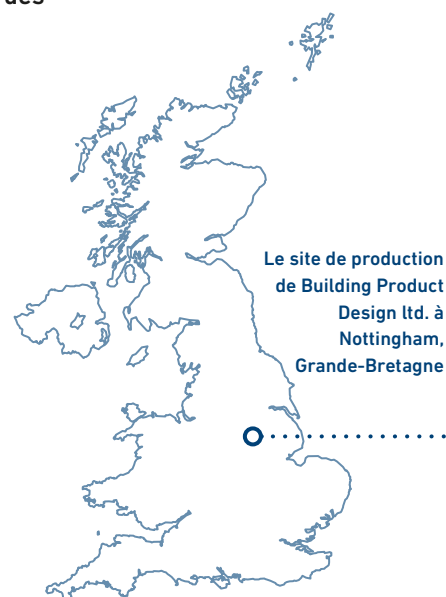 Le site de production
de Building Product
Design ltd. à
Nottingham,
Grande-Bretagne